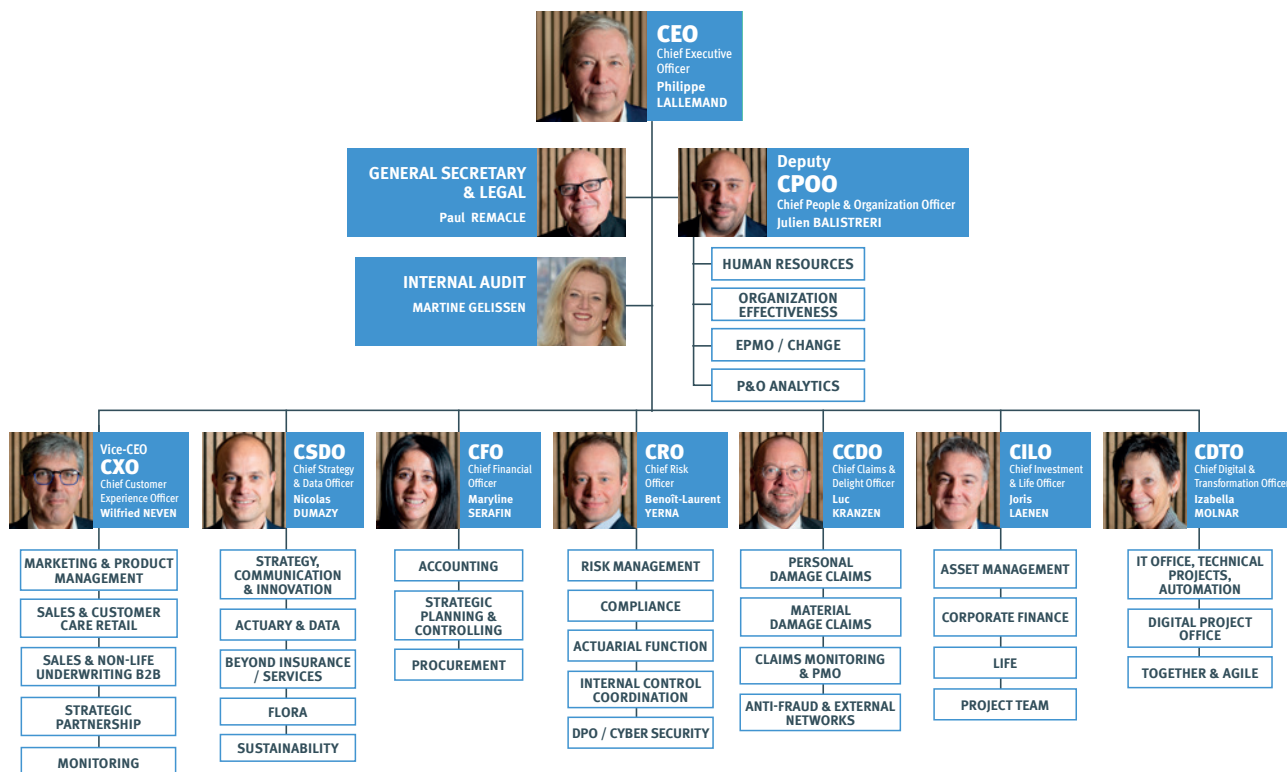 CEO
Chief Executive
Officer
Philippe
LALLEMAND
GENERAL SECRETARY
& LEGAL
Paul REMACLE
Deputy
CPOO
Chief People & Organization Officer
Julien BALISTRERI
INTERNAL AUDIT
MARTINE GELISSEN
HUMAN RESOURCES
ORGANIZATION
EFFECTIVENESS
EPMO / CHANGE
P&O ANALYTICS
Vice-CEO
CXO
Chief Customer
Experience Officer
Wilfried NEVEN
MARKETING & PRODUCT
MANAGEMENT
SALES & CUSTOMER
CARE RETAIL
SALES & NON-LIFE
UNDERWRITING B2B
STRATEGIC
PARTNERSHIP
MONITORING
CSDO
Chief Strategy
& Data Officer
Nicolas
DUMAZY
STRATEGY,
COMMUNICATION
& INNOVATION
ACTUARY & DATA
BEYOND INSURANCE
/ SERVICES
FLORA
SUSTAINABILITY
CFO
Chief Financial
Officer
Maryline
SERAFIN
ACCOUNTING
STRATEGIC
PLANNING &
CONTROLLING
PROCUREMENT
CRO
Chief Risk
Officer
Benoît-Laurent
YERNA
RISK MANAGEMENT
COMPLIANCE
ACTUARIAL FUNCTION
INTERNAL CONTROL
COORDINATION
DPO / CYBER SECURITY
CCDO
Chief Claims &
Delight Officer
Luc
KRANZEN
PERSONAL
DAMAGE CLAIMS
MATERIAL
DAMAGE CLAIMS
CLAIMS MONITORING
& PMO
ANTI-FRAUD & EXTERNAL
NETWORKS
CILO
Chief Investment
& Life Officer
Joris
LAENEN
ASSET MANAGEMENT
CORPORATE FINANCE
LIFE
PROJECT TEAM
CDTO
Chief Digital &
Transformation Officer
Izabella
MOLNAR
IT OFFICE, TECHNICAL
PROJECTS,
AUTOMATION
DIGITAL PROJECT
OFFICE
TOGETHER & AGILE